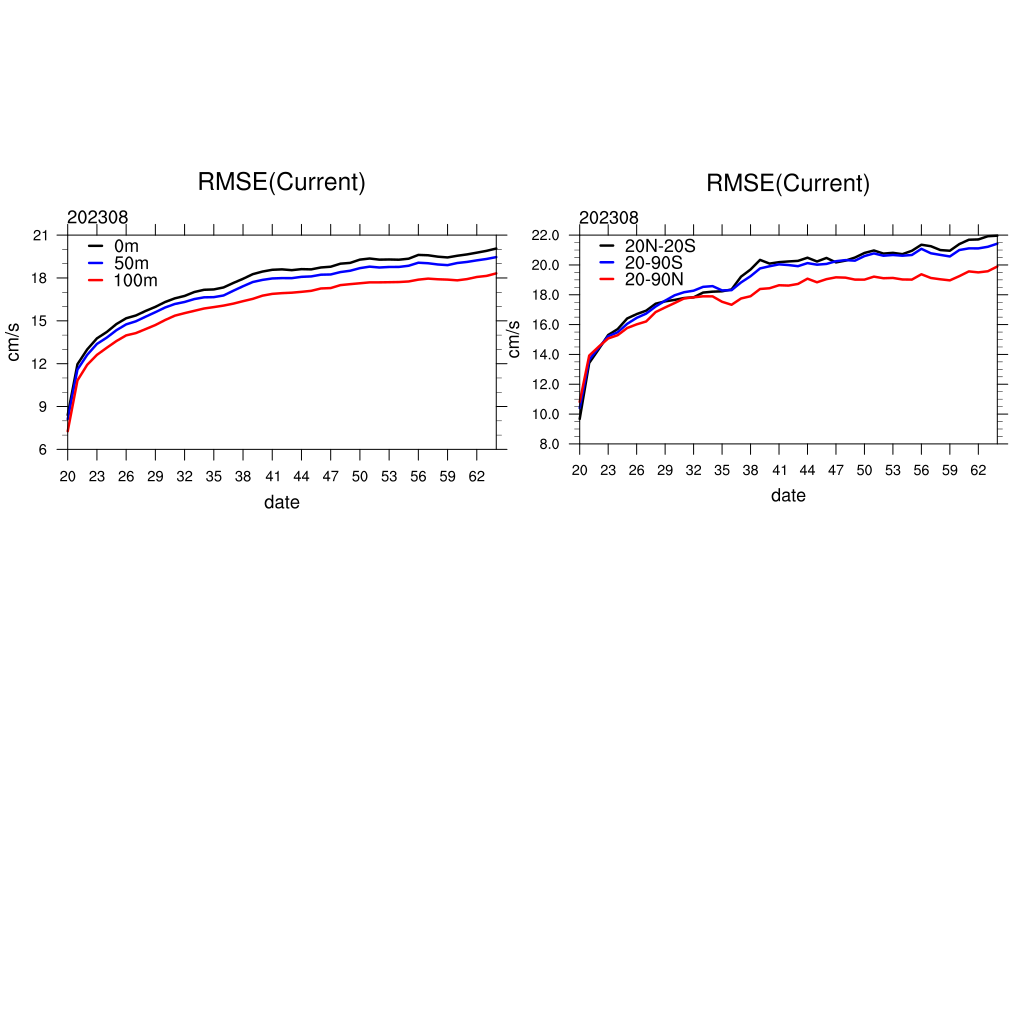 RMSE(Current)
202308
21
18
15
12
9
6
cm/s
0m
50m
100m
20 23 26 29 32 35 38 41 44 47 50 53 56 59 62
date
RMSE(Current)
202308
22.0
20.0
18.0
16.0
14.0
12.0
10.0
8.0
cm/s
20N-20S
20-90S
20-90N
20 23 26 29 32 35 38 41 44 47 50 53 56 59 62
date